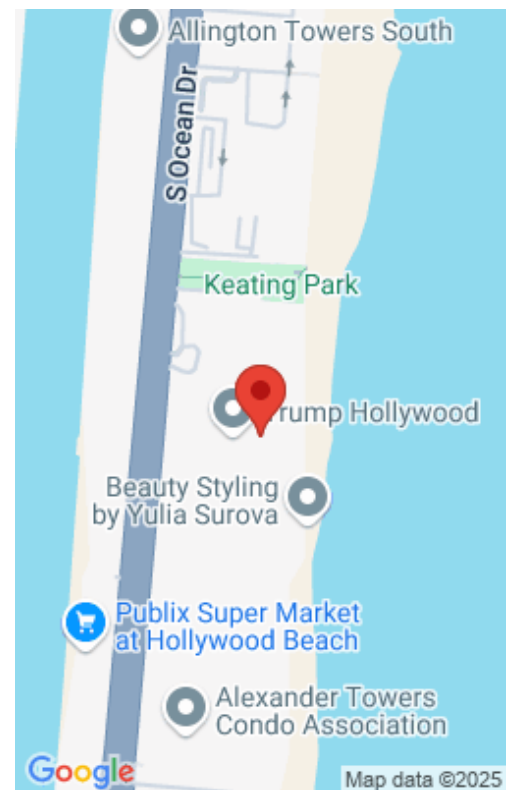 Allington Towers South
S Ocean Dr
Keating Park
Trump Hollywood
Beauty Styling
by Yulia Surova
Publix Super Market
at Hollywood Beach
Alexander Towers
Condo Association
Google
Map data ©2025